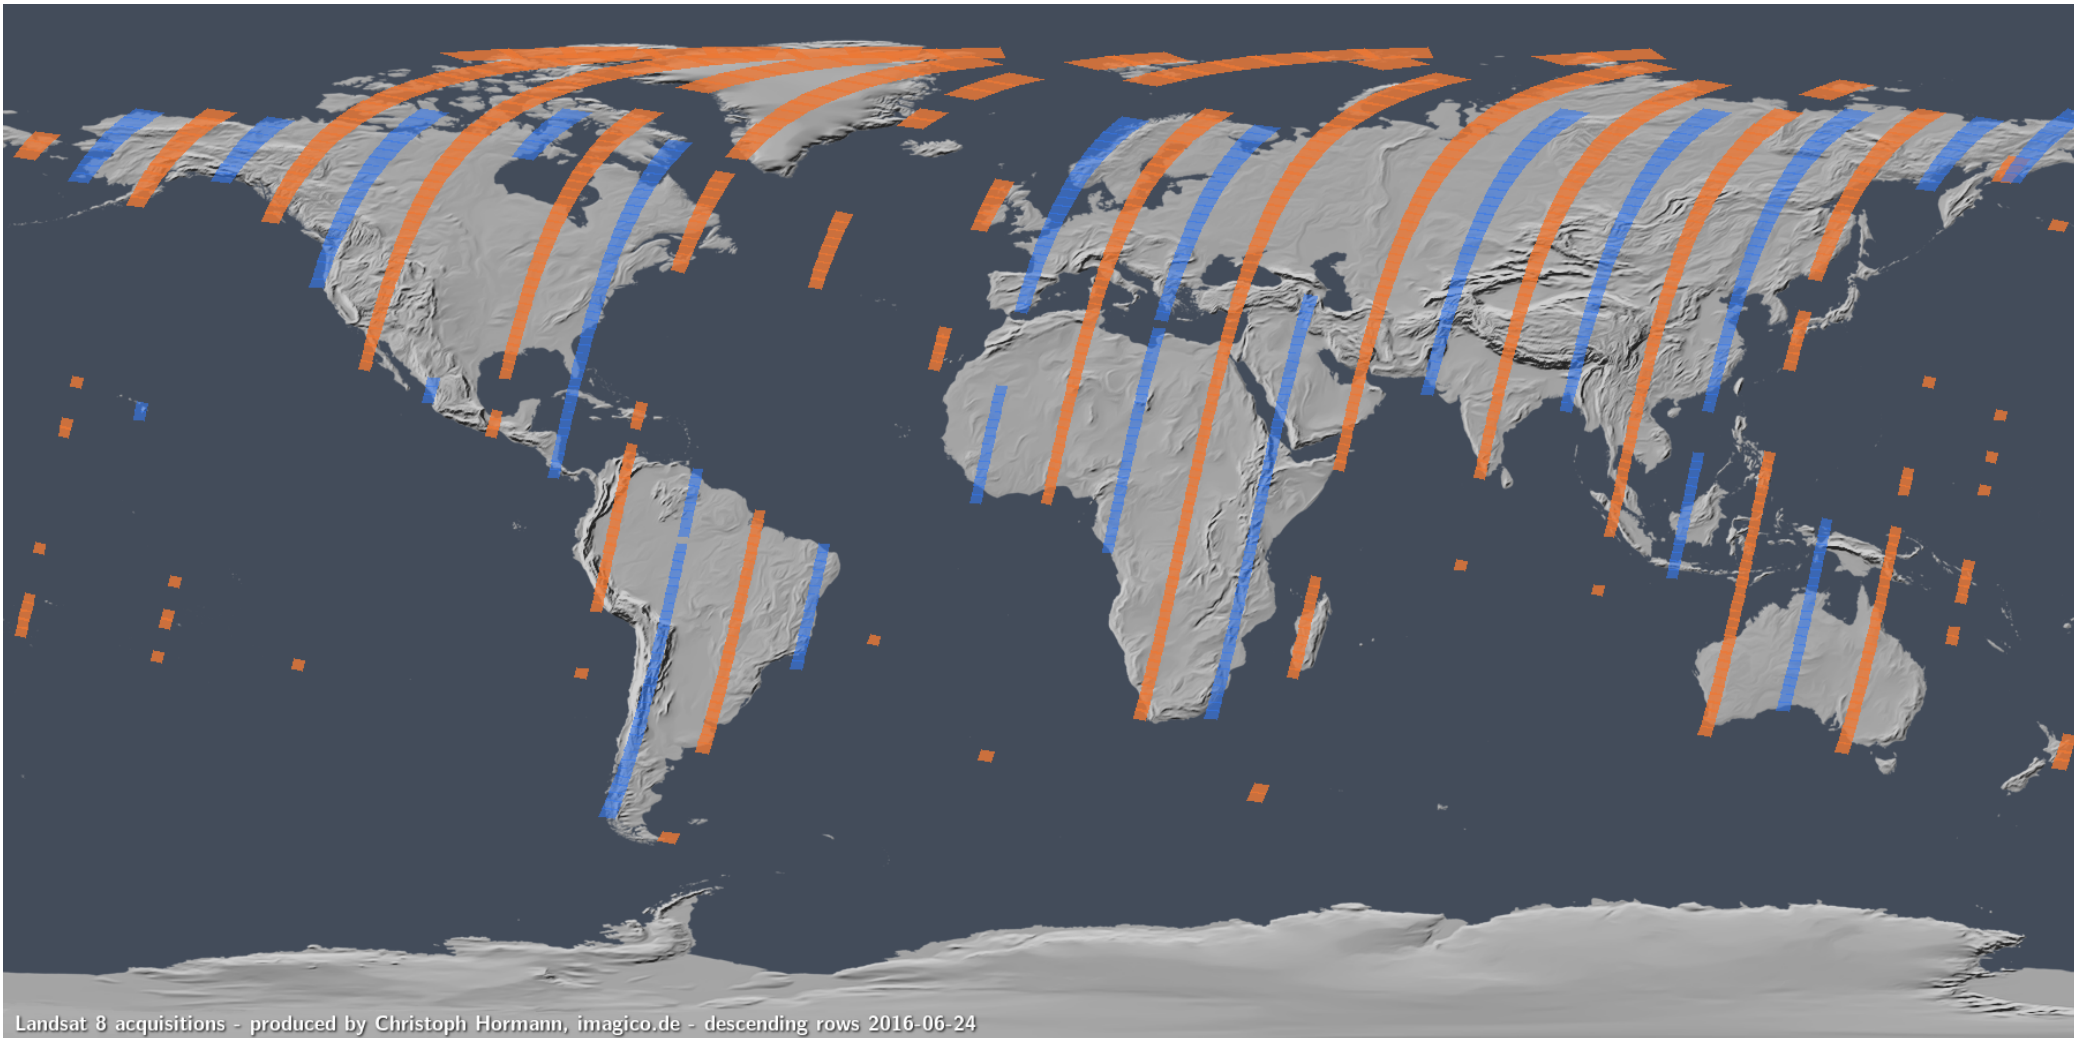 Landsat 8 acquisitions - produced by Christoph Hormann, imagico.de - descending rows 2016-06-24